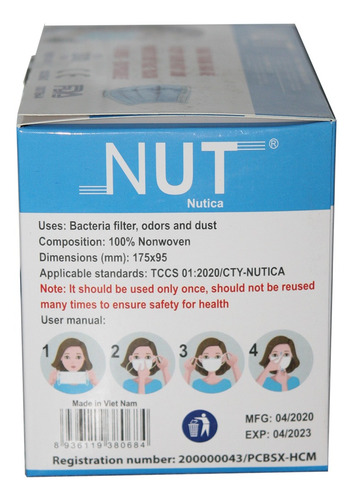 NUT®
Nutica
Uses: Bacteria filter, odors and dust
Composition: 100% Nonwoven
Dimensions (mm): 175x95
Applicable standards: TCCS 01:2020/CTY-NUTICA
Note: It should be used only once, should not be reused
many times to ensure safety for health
User manual:
1 2 3 4
Made in Viet Nam
8 936119 380684
MFG: 04/2020
EXP: 04/2023
Registration number: 200000043/PCBSX-HCM